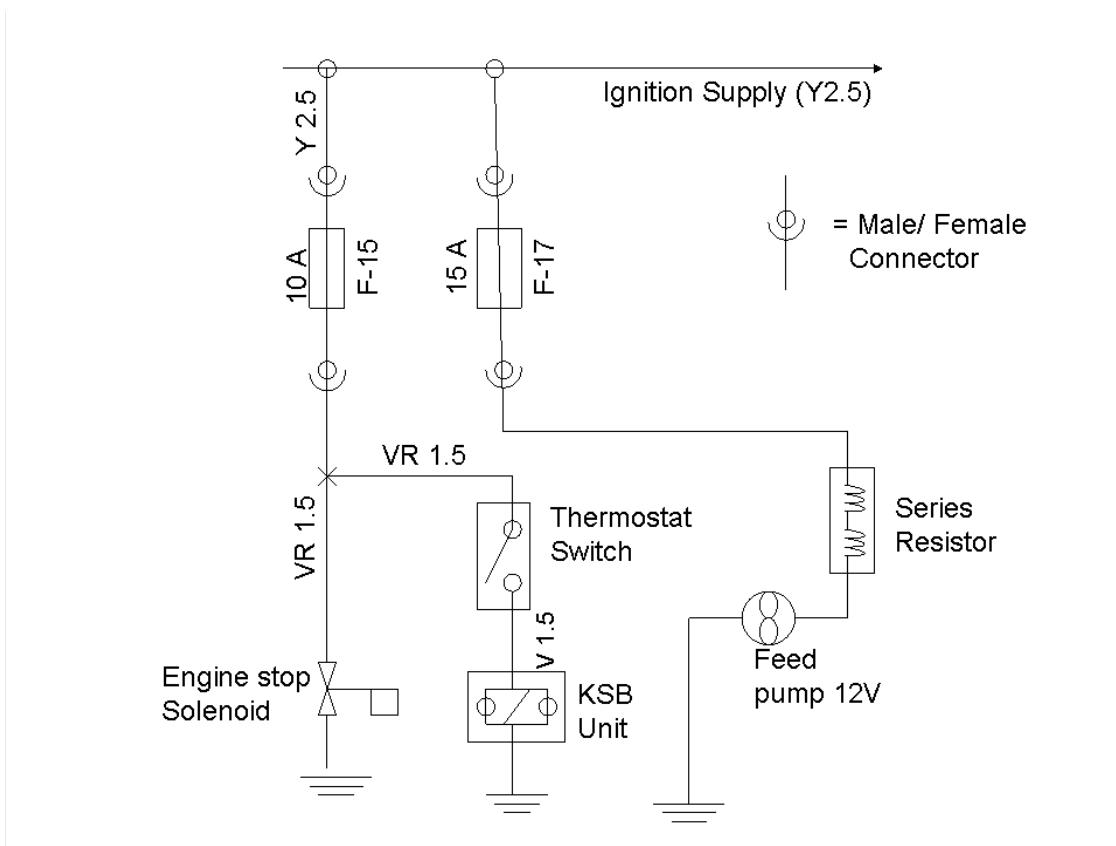 Ignition Supply (Y2.5)
Y 2.5
10 A
F-15
15 A
F-17
= Male/ Female
Connector
VR 1.5
VR 1.5
Thermostat
Switch
Series
Resistor
V 1.5
Engine stop
Solenoid
KSB
Unit
Feed
pump 12V